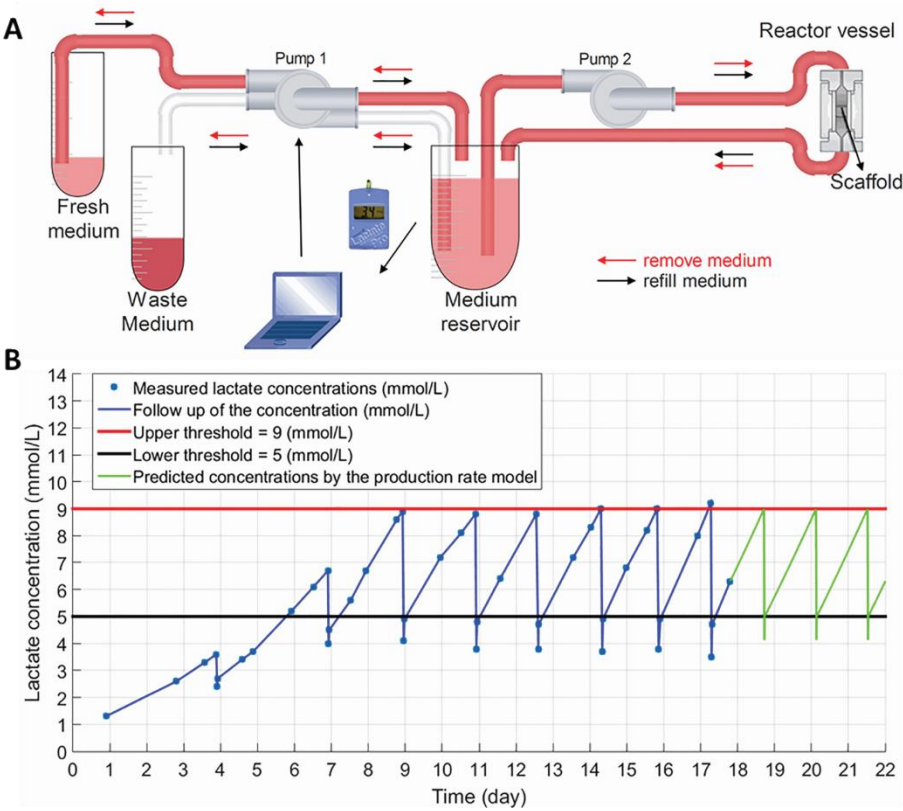 A
Pump 1
Pump 2
Reactor vessel
Scaffold
Fresh
medium
Waste
Medium
34
Lactate
Pro
Medium
reservoir
remove medium
refill medium
B
14
13
12
11
10
9
8
7
6
5
4
3
2
1
0
Lactate concentration (mmol/L)
Measured lactate concentrations (mmol/L)
Follow up of the concentration (mmol/L)
Upper threshold = 9 (mmol/L)
Lower threshold = 5 (mmol/L)
Predicted concentrations by the production rate model
0 1 3 4 5 6 7 8 9 10 11 12 13 14 15 16 17 18 19 20 21 22
Time (day)